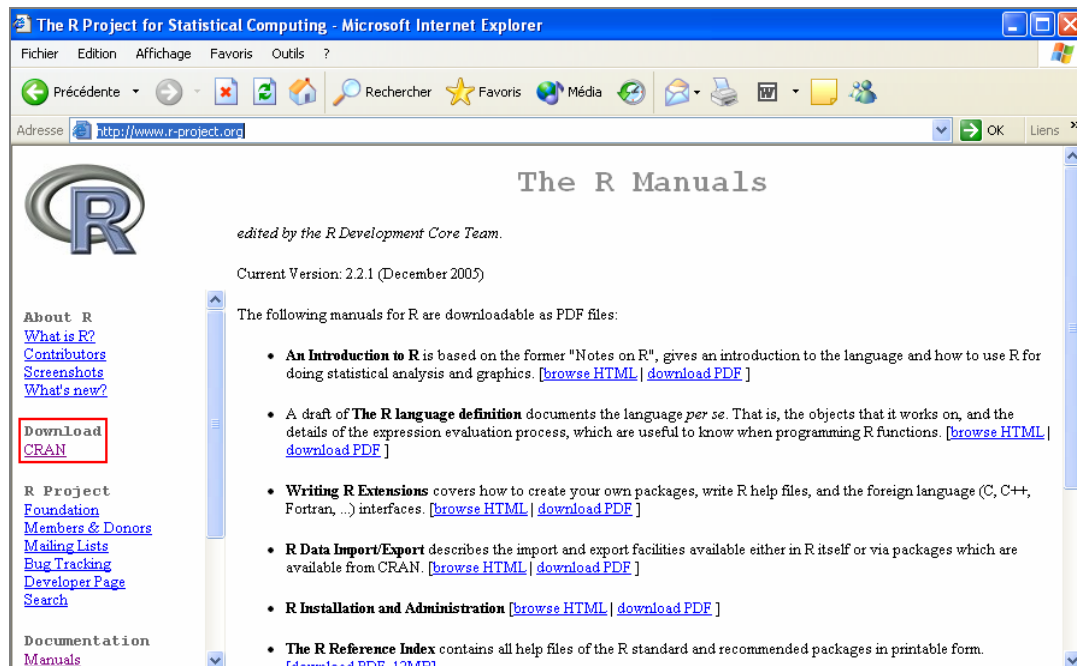 The R Project for Statistical Computing - Microsoft Internet Explorer
Fichier Edition Affichage Favoris Outils ?
Précédente Rechercher Favoris Média
Adresse http://www.r-project.org OK Liens »
R
About R
What is R?
Contributors
Screenshots
What's new?
Download
CRAN
R Project
Foundation
Members & Donors
Mailing Lists
Bug Tracking
Developer Page
Search
Documentation
Manuals
The R Manuals
edited by the R Development Core Team.
Current Version: 2.2.1 (December 2005)
The following manuals for R are downloadable as PDF files:
• An Introduction to R is based on the former "Notes on R", gives an introduction to the language and how to use R for
doing statistical analysis and graphics. [browse HTML | download PDF ]
• A draft of The R language definition documents the language per se. That is, the objects that it works on, and the
details of the expression evaluation process, which are useful to know when programming R functions. [browse HTML |
download PDF ]
• Writing R Extensions covers how to create your own packages, write R help files, and the foreign language (C, C++,
Fortran, ...) interfaces. [browse HTML | download PDF ]
• R Data Import/Export describes the import and export facilities available either in R itself or via packages which are
available from CRAN. [browse HTML | download PDF ]
• R Installation and Administration [browse HTML | download PDF ]
• The R Reference Index contains all help files of the R standard and recommended packages in printable form.
[download PDF, 12MB]